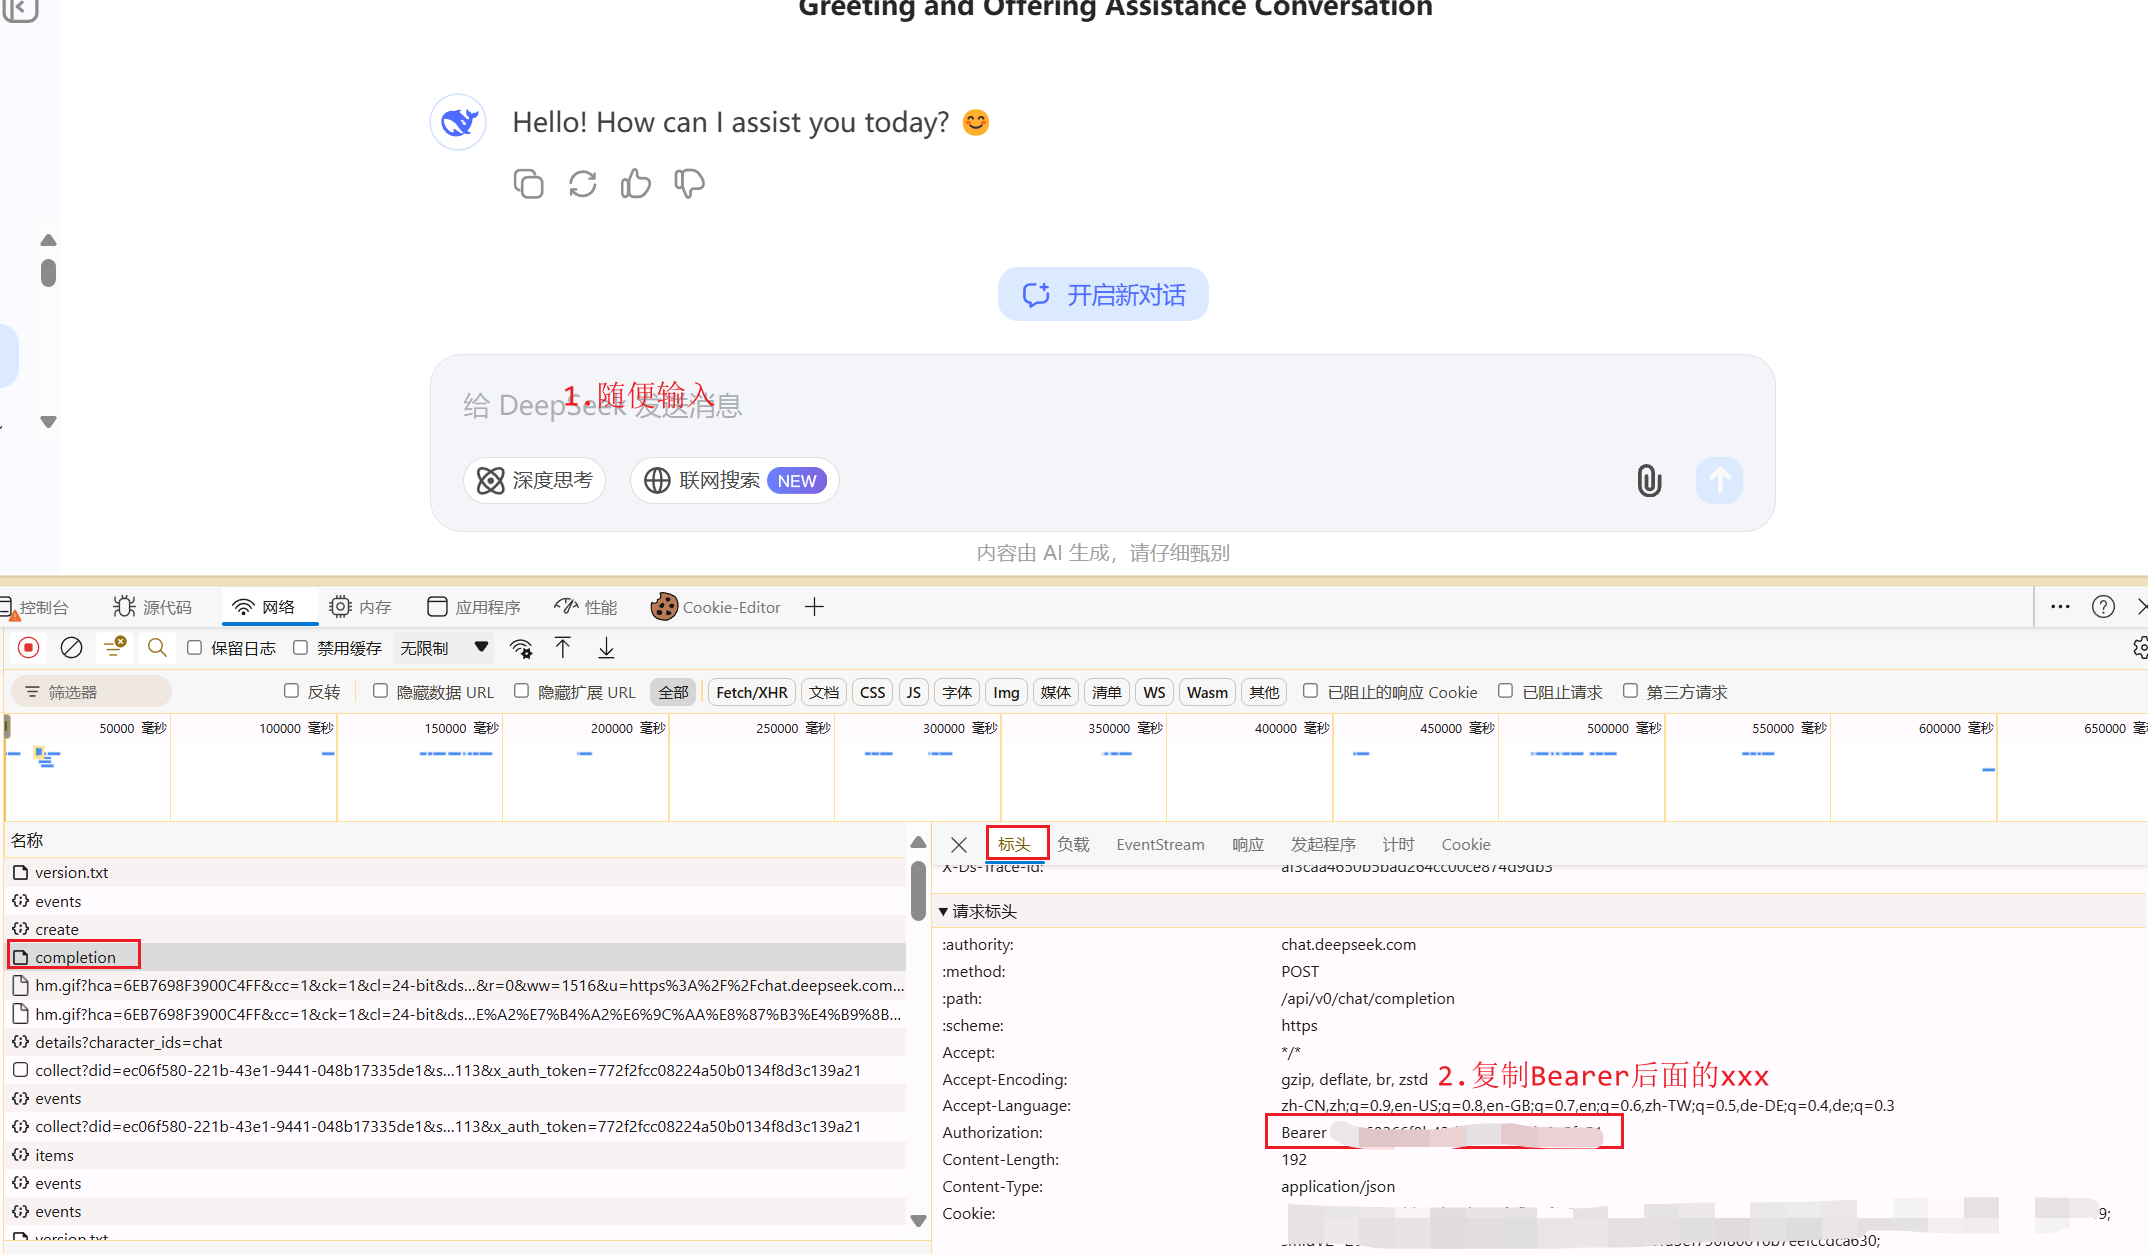 Greeting and Offering Assistance Conversation
Hello! How can I assist you today? 😊
开启新对话
给 DeepSeek 发送消息
1.随便输入
深度思考
联网搜索 NEW
内容由 AI 生成，请仔细甄别
控制台 源代码 网络 内存 应用程序 性能 Cookie-Editor
保留日志 禁用缓存 无限制
筛选器 反转 隐藏数据 URL 隐藏扩展 URL 全部 Fetch/XHR 文档 CSS JS 字体 Img 媒体 清单 WS Wasm 其他 已阻止的响应 Cookie 已阻止请求 第三方请求
50000 毫秒 100000 毫秒 150000 毫秒 200000 毫秒 250000 毫秒 300000 毫秒 350000 毫秒 400000 毫秒 450000 毫秒 500000 毫秒 550000 毫秒 600000 毫秒 650000 毫
名称
version.txt
events
create
completion
hm.gif?hca=6EB7698F3900C4FF&cc=1&ck=1&cl=24-bit&ds...&r=0&ww=1516&u=https%3A%2F%2Fchat.deepseek.com...
hm.gif?hca=6EB7698F3900C4FF&cc=1&ck=1&cl=24-bit&ds...E%A2%E7%B4%A2%E6%9C%AA%E8%87%B3%E4%B9%8B...
details?character_ids=chat
collect?did=ec06f580-221b-43e1-9441-048b17335de1&s...113&x_auth_token=772f2fcc08224a50b0134f8d3c139a21
events
collect?did=ec06f580-221b-43e1-9441-048b17335de1&s...113&x_auth_token=772f2fcc08224a50b0134f8d3c139a21
items
events
events
version.txt
标头 负载 EventStream 响应 发起程序 计时 Cookie
X-Ds-Trace-Id: af3caa4650b5bad264cc00ce874d9db3
请求标头
:authority: chat.deepseek.com
:method: POST
:path: /api/v0/chat/completion
:scheme: https
Accept: */*
Accept-Encoding: gzip, deflate, br, zstd
2.复制Bearer后面的xxx
Accept-Language: zh-CN,zh;q=0.9,en-US;q=0.8,en-GB;q=0.7,en;q=0.6,zh-TW;q=0.5,de-DE;q=0.4,de;q=0.3
Authorization: Bearer
Content-Length: 192
Content-Type: application/json
Cookie: